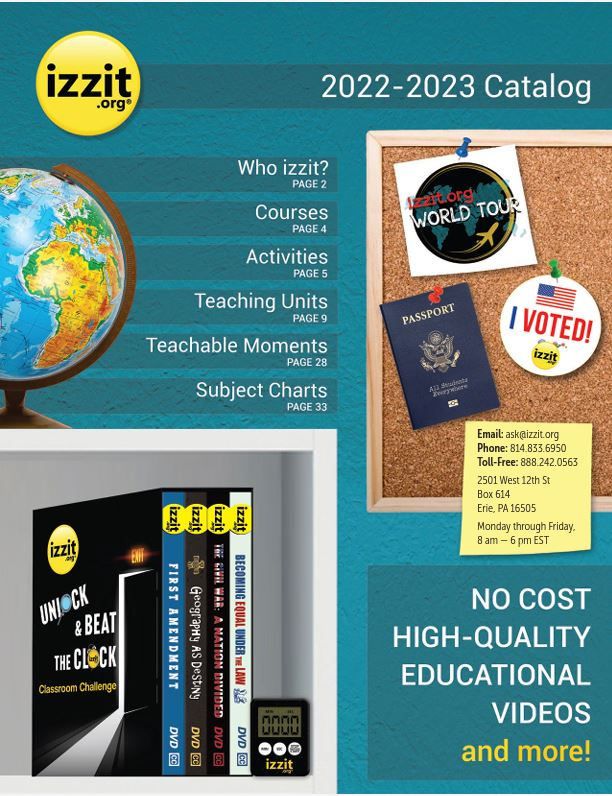 izzit
.org®
2022-2023 Catalog
Who izzit?
PAGE 2
Courses
PAGE 4
Activities
PAGE 5
Teaching Units
PAGE 9
Teachable Moments
PAGE 28
Subject Charts
PAGE 33
izzit.org
WORLD TOUR
PASSPORT
All Students
Everywhere
I VOTED!
izzit
.org
Email: ask@izzit.org
Phone: 814.833.6950
Toll-Free: 888.242.0563
2501 West 12th St
Box 614
Erie, PA 16505
Monday through Friday,
8 am — 6 pm EST
izzit
.org
EXIT
UNLOCK
& BEAT
THE CLOCK
Classroom Challenge
izzit
FIRST AMENDMENT
DVD CC
izzit
Geography As Destiny
DVD CC
izzit
THE CIVIL WAR: A NATION DIVIDED
DVD CC
izzit
BECOMING EQUAL UNDER THE LAW
DVD CC
0000
izzit
.org
NO COST
HIGH-QUALITY
EDUCATIONAL
VIDEOS
and more!